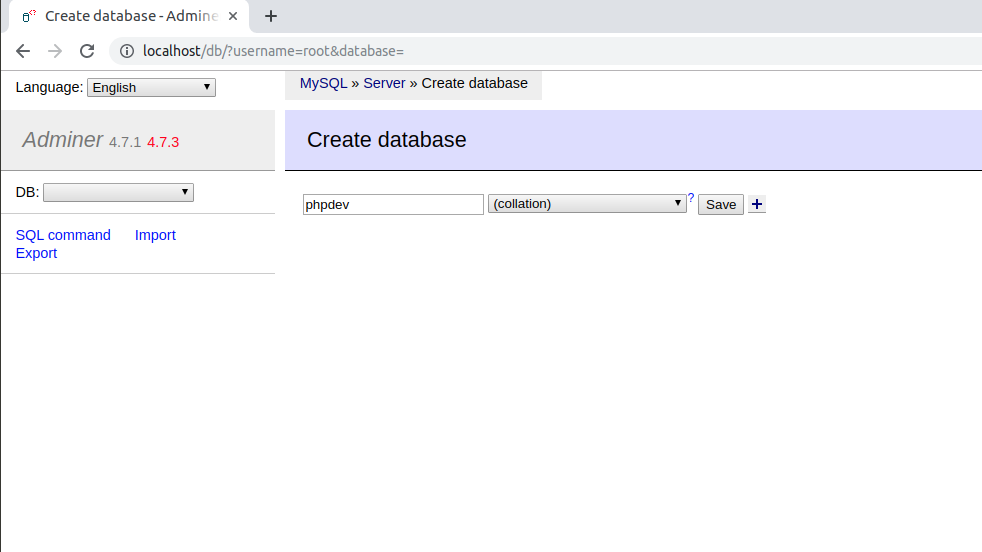 Create database - Admine
localhost/db/?username=root&database=
Language: English
MySQL » Server » Create database
Adminer 4.7.1 4.7.3
Create database
DB:
phpdev (collation) ? Save +
SQL command Import
Export